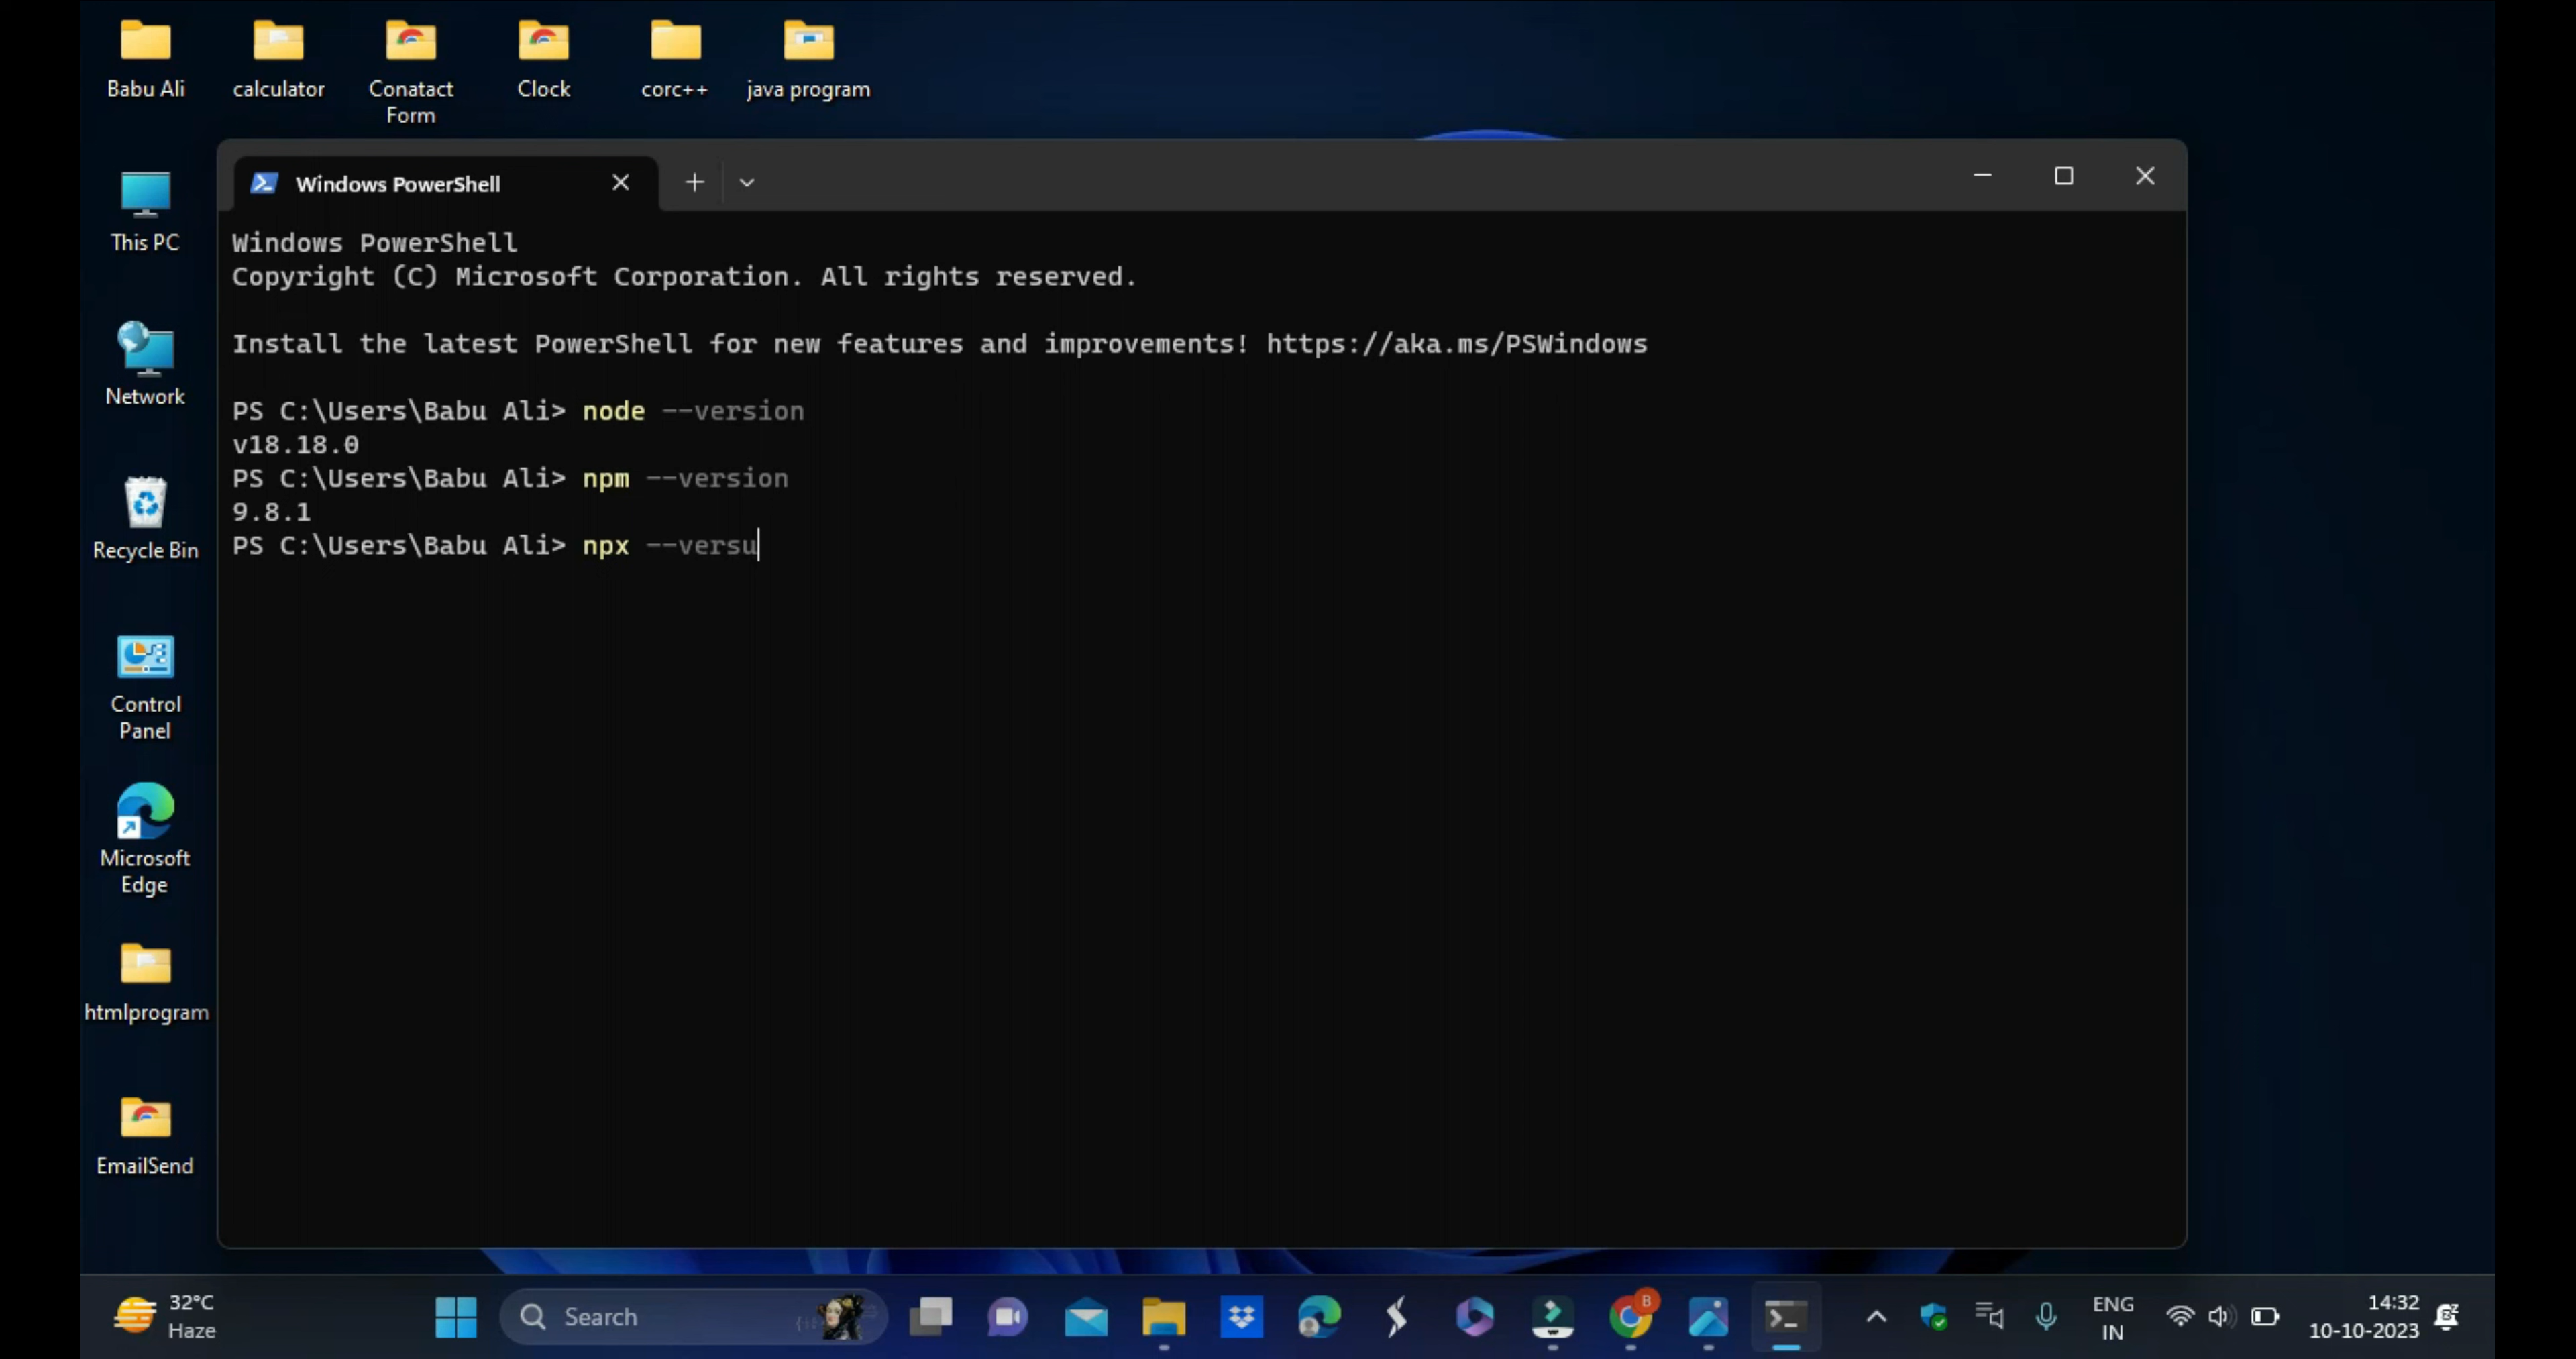 Babu Ali
calculator
Conatact
Form
Clock
corc++
java program
This PC
Network
Recycle Bin
Control
Panel
Microsoft
Edge
htmlprogram
EmailSend
Windows PowerShell
Windows PowerShell
Copyright (C) Microsoft Corporation. All rights reserved.
Install the latest PowerShell for new features and improvements! https://aka.ms/PSWindows
PS C:\Users\Babu Ali> node --version
v18.18.0
PS C:\Users\Babu Ali> npm --version
9.8.1
PS C:\Users\Babu Ali> npx --versu
32°C
Haze
Search
B
ENG
IN
14:32
10-10-2023